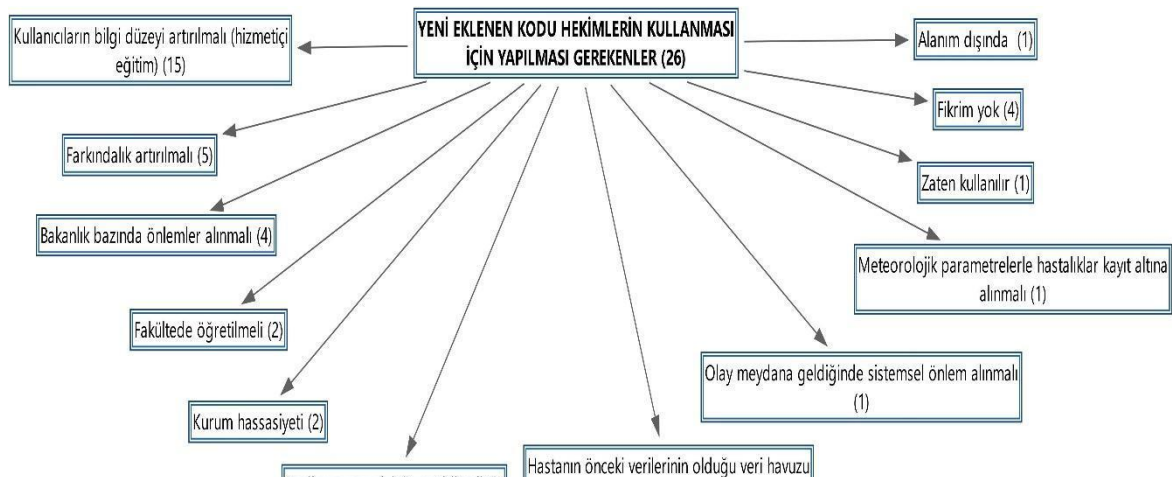 YENİ EKLENEN KODU HEKİMLERİN KULLANMASI
İÇİN YAPILMASI GEREKENLER (26)
Kullanıcıların bilgi düzeyi artırılmalı (hizmetiçi
eğitim) (15)
Alanım dışında (1)
Farkındalık artırılmalı (5)
Fikrim yok (4)
Bakanlık bazında önlemler alınmalı (4)
Zaten kullanılır (1)
Fakültede öğretilmeli (2)
Meteorolojik parametrelerle hastalıklar kayıt altına
alınmalı (1)
Kurum hassasiyeti (2)
Olay meydana geldiğinde sistemsel önlem alınmalı
(1)
Hastanın önceki verilerinin olduğu veri havuzu